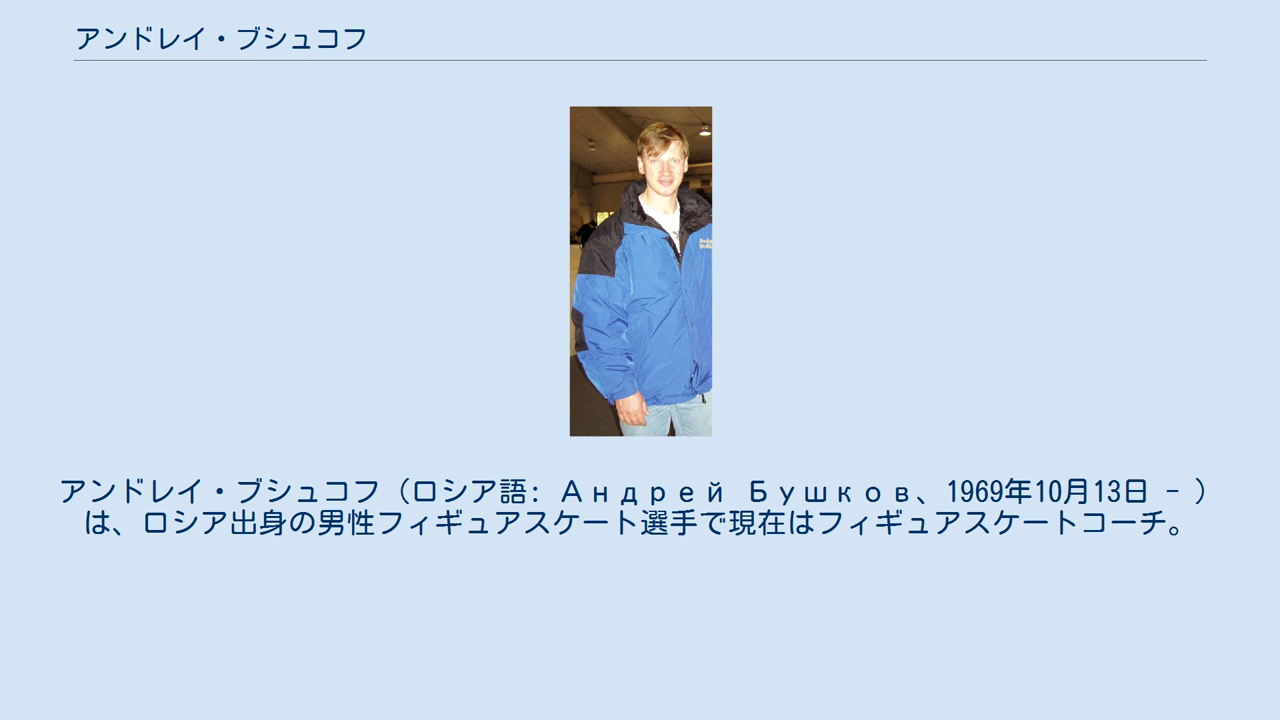 アンドレイ・ブシュコフ
アンドレイ・ブシュコフ（ロシア語: Андрей Бушков、1969年10月13日 - ）
は、ロシア出身の男性フィギュアスケート選手で現在はフィギュアスケートコーチ。